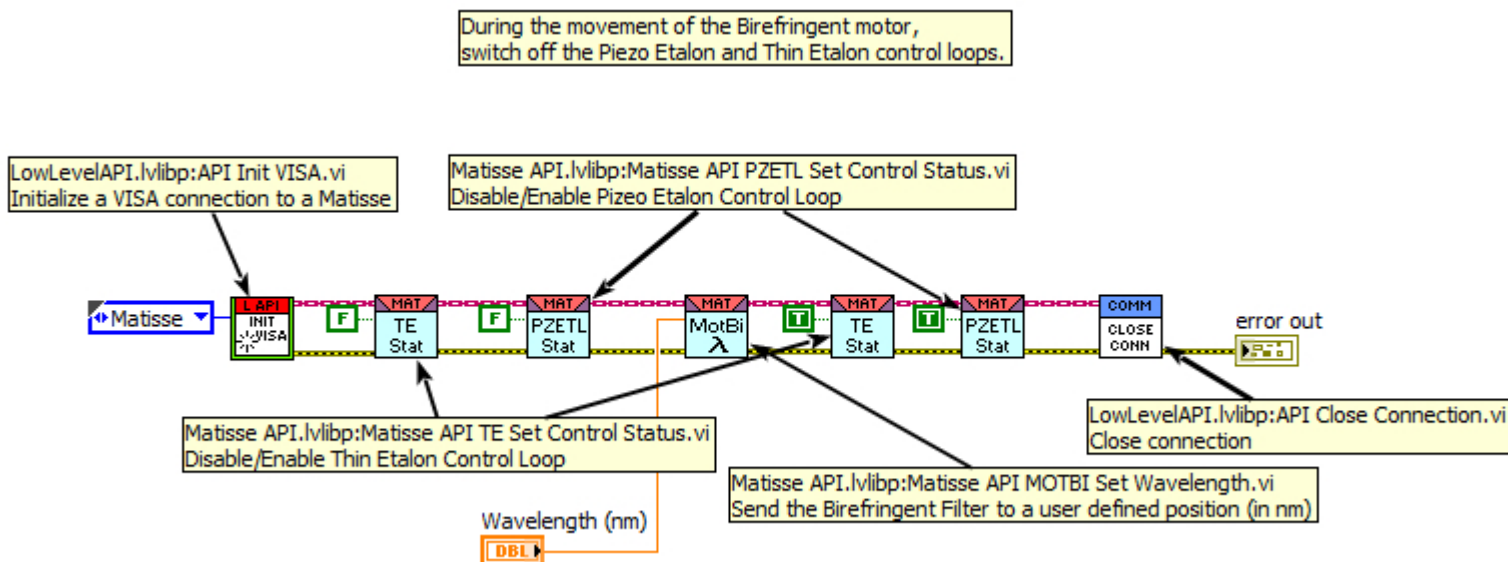 During the movement of the Birefringent motor,
switch off the Piezo Etalon and Thin Etalon control loops.
LowLevelAPI.lvlibp:API Init VISA.vi
Initialize a VISA connection to a Matisse
Matisse API.lvlibp:Matisse API PZETL Set Control Status.vi
Disable/Enable Pizeo Etalon Control Loop
Matisse
L API
INIT
VISA
F
MAT
TE
Stat
F
MAT
PZETL
Stat
MAT
MotBi
λ
T
MAT
TE
Stat
T
MAT
PZETL
Stat
COMM
CLOSE
CONN
error out
Matisse API.lvlibp:Matisse API TE Set Control Status.vi
Disable/Enable Thin Etalon Control Loop
LowLevelAPI.lvlibp:API Close Connection.vi
Close connection
Matisse API.lvlibp:Matisse API MOTBI Set Wavelength.vi
Send the Birefringent Filter to a user defined position (in nm)
Wavelength (nm)
DBL